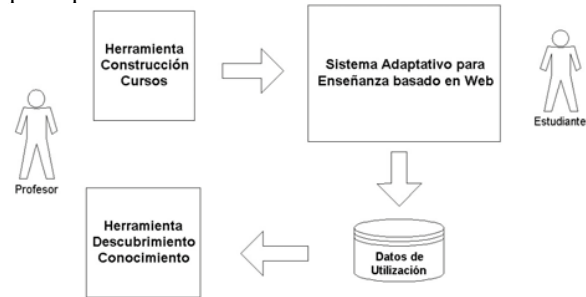 Herramienta
Construcción
Cursos
Sistema Adaptativo para
Enseñanza basado en Web
Profesor
Estudiante
Herramienta
Descubrimiento
Conocimiento
Datos de
Utilización